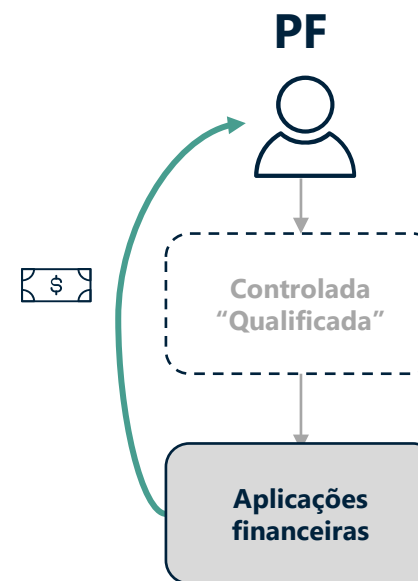 PF
$
Controlada
“Qualificada”
Aplicações
financeiras